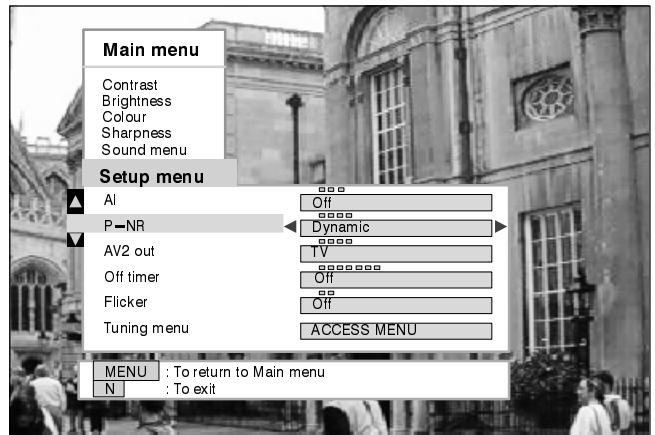 Main menu
Contrast
Brightness
Colour
Sharpness
Sound menu
Setup menu
AI Off
P-NR Dynamic
AV2 out TV
Off timer Off
Flicker Off
Tuning menu ACCESS MENU
MENU : To return to Main menu
N : To exit